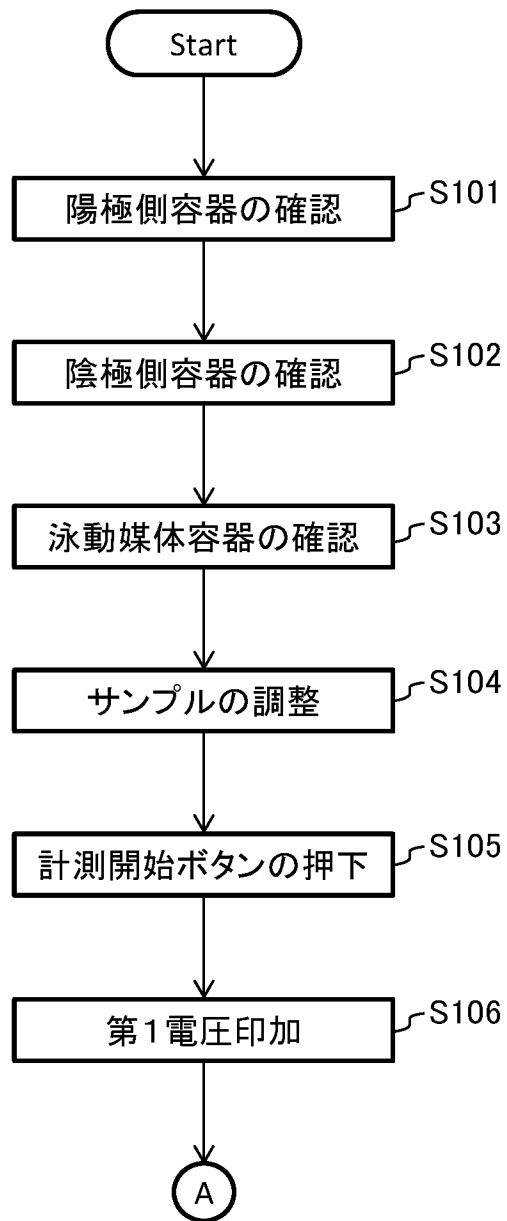 Start
陽極側容器の確認
S101
陰極側容器の確認
S102
泳動媒体容器の確認
S103
サンプルの調整
S104
計測開始ボタンの押下
S105
第1電圧印加
S106
A